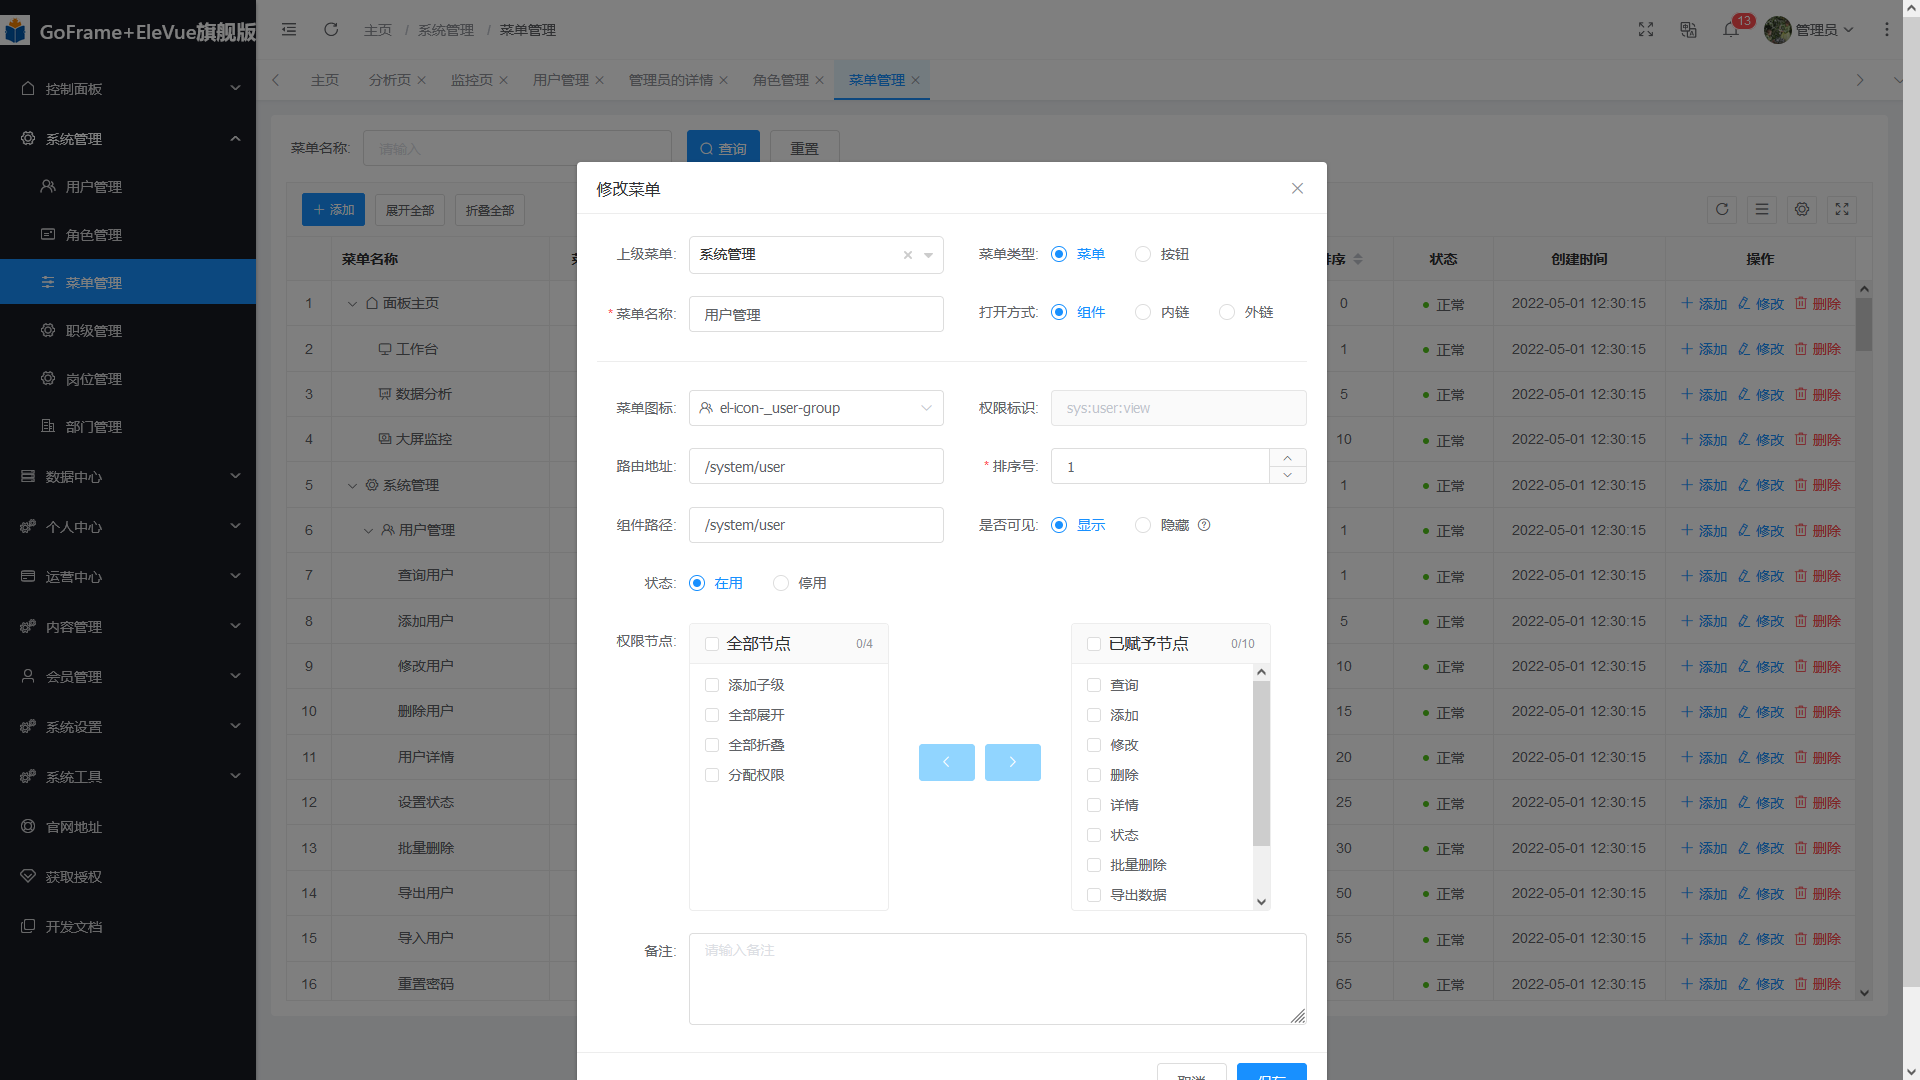 GoFrame+EleVue旗舰版
主页 / 系统管理 / 菜单管理
13
管理员
主页
分析页
监控页
用户管理
管理员的详情
角色管理
菜单管理
控制面板
系统管理
用户管理
角色管理
菜单管理
职级管理
岗位管理
部门管理
数据中心
个人中心
运营中心
内容管理
会员管理
系统设置
系统工具
官网地址
获取授权
开发文档
菜单名称:
请输入
查询
重置
添加
展开全部
折叠全部
菜单名称
状态
创建时间
操作
1 面板主页 0 正常 2022-05-01 12:30:15 添加 修改 删除
2 工作台 1 正常 2022-05-01 12:30:15 添加 修改 删除
3 数据分析 5 正常 2022-05-01 12:30:15 添加 修改 删除
4 大屏监控 10 正常 2022-05-01 12:30:15 添加 修改 删除
5 系统管理 1 正常 2022-05-01 12:30:15 添加 修改 删除
6 用户管理 1 正常 2022-05-01 12:30:15 添加 修改 删除
7 查询用户 1 正常 2022-05-01 12:30:15 添加 修改 删除
8 添加用户 5 正常 2022-05-01 12:30:15 添加 修改 删除
9 修改用户 10 正常 2022-05-01 12:30:15 添加 修改 删除
10 删除用户 15 正常 2022-05-01 12:30:15 添加 修改 删除
11 用户详情 20 正常 2022-05-01 12:30:15 添加 修改 删除
12 设置状态 25 正常 2022-05-01 12:30:15 添加 修改 删除
13 批量删除 30 正常 2022-05-01 12:30:15 添加 修改 删除
14 导出用户 50 正常 2022-05-01 12:30:15 添加 修改 删除
15 导入用户 55 正常 2022-05-01 12:30:15 添加 修改 删除
16 重置密码 65 正常 2022-05-01 12:30:15 添加 修改 删除
修改菜单
上级菜单: 系统管理
菜单类型: 菜单 按钮
* 菜单名称: 用户管理
打开方式: 组件 内链 外链
菜单图标: el-icon-_user-group
权限标识: sys:user:view
路由地址: /system/user
* 排序号: 1
组件路径: /system/user
是否可见: 显示 隐藏
状态: 在用 停用
权限节点:
全部节点 0/4
添加子级
全部展开
全部折叠
分配权限
已赋予节点 0/10
查询
添加
修改
删除
详情
状态
批量删除
导出数据
备注: 请输入备注